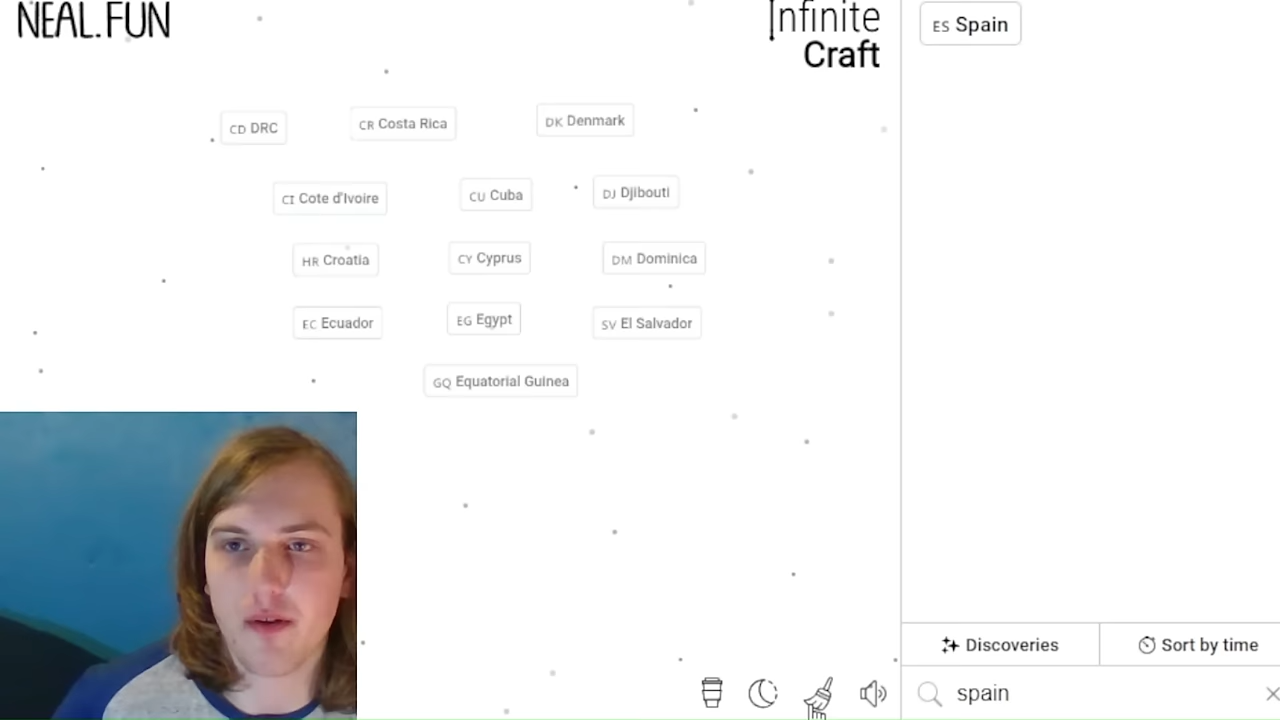 NEAL.FUN
Infinite
Craft
ES Spain
CD DRC
CR Costa Rica
DK Denmark
CI Cote d'Ivoire
CU Cuba
DJ Djibouti
HR Croatia
CY Cyprus
DM Dominica
EC Ecuador
EG Egypt
SV El Salvador
GQ Equatorial Guinea
Discoveries
Sort by time
spain